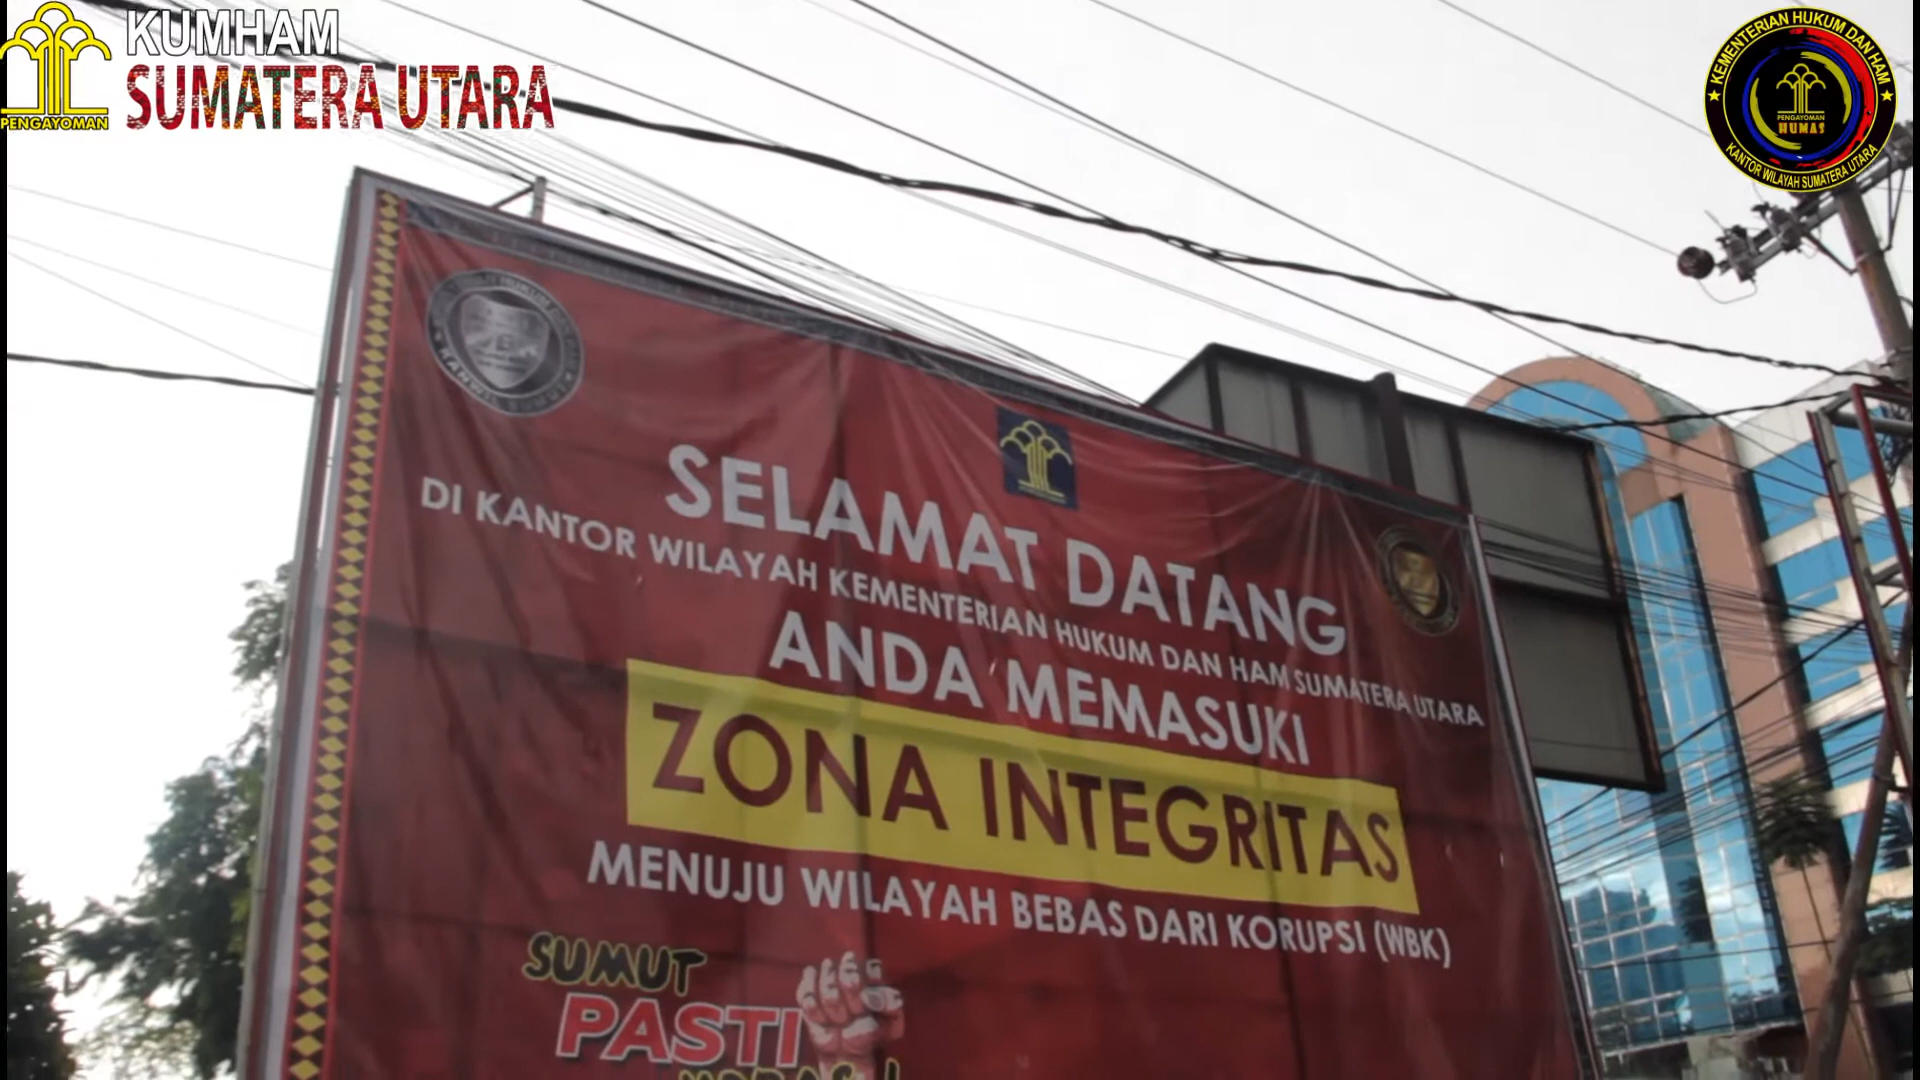 KUMHAM
SUMATERA UTARA
PENGAYOMAN
KEMENTERIAN HUKUM DAN HAM
PENGAYOMAN
HUMAS
KANTOR WILAYAH SUMATERA UTARA
SELAMAT DATANG
DI KANTOR WILAYAH KEMENTERIAN HUKUM DAN HAM SUMATERA UTARA
ANDA MEMASUKI
ZONA INTEGRITAS
MENUJU WILAYAH BEBAS DARI KORUPSI (WBK)
SUMUT
PASTI